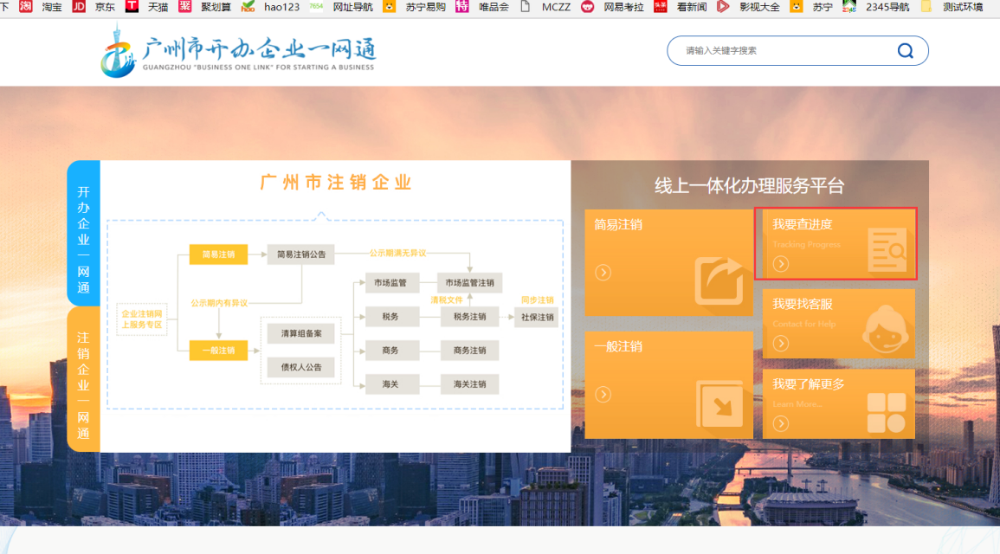 下 淘 淘宝 JD 京东 T 天猫 聚 聚划算 hao hao123 7654 网址导航 苏宁易购 特 唯品会 MCZZ 网易考拉 头条 看新闻 影视大全 苏宁 2345 2345导航 测试环境
广州市开办企业一网通
GUANGZHOU "BUSINESS ONE LINK" FOR STARTING A BUSINESS
请输入关键字搜索
开办企业一网通
注销企业一网通
广州市注销企业
企业注销网
上服务专区
简易注销
简易注销公告
公示期满无异议
公示期内有异议
一般注销
清算组备案
债权人公告
市场监管
市场监管注销
清税文件
同步注销
税务
税务注销
社保注销
商务
商务注销
海关
海关注销
线上一体化办理服务平台
简易注销
一般注销
我要查进度
Tracking Progress
我要找客服
Contact for Help
我要了解更多
Learn More...